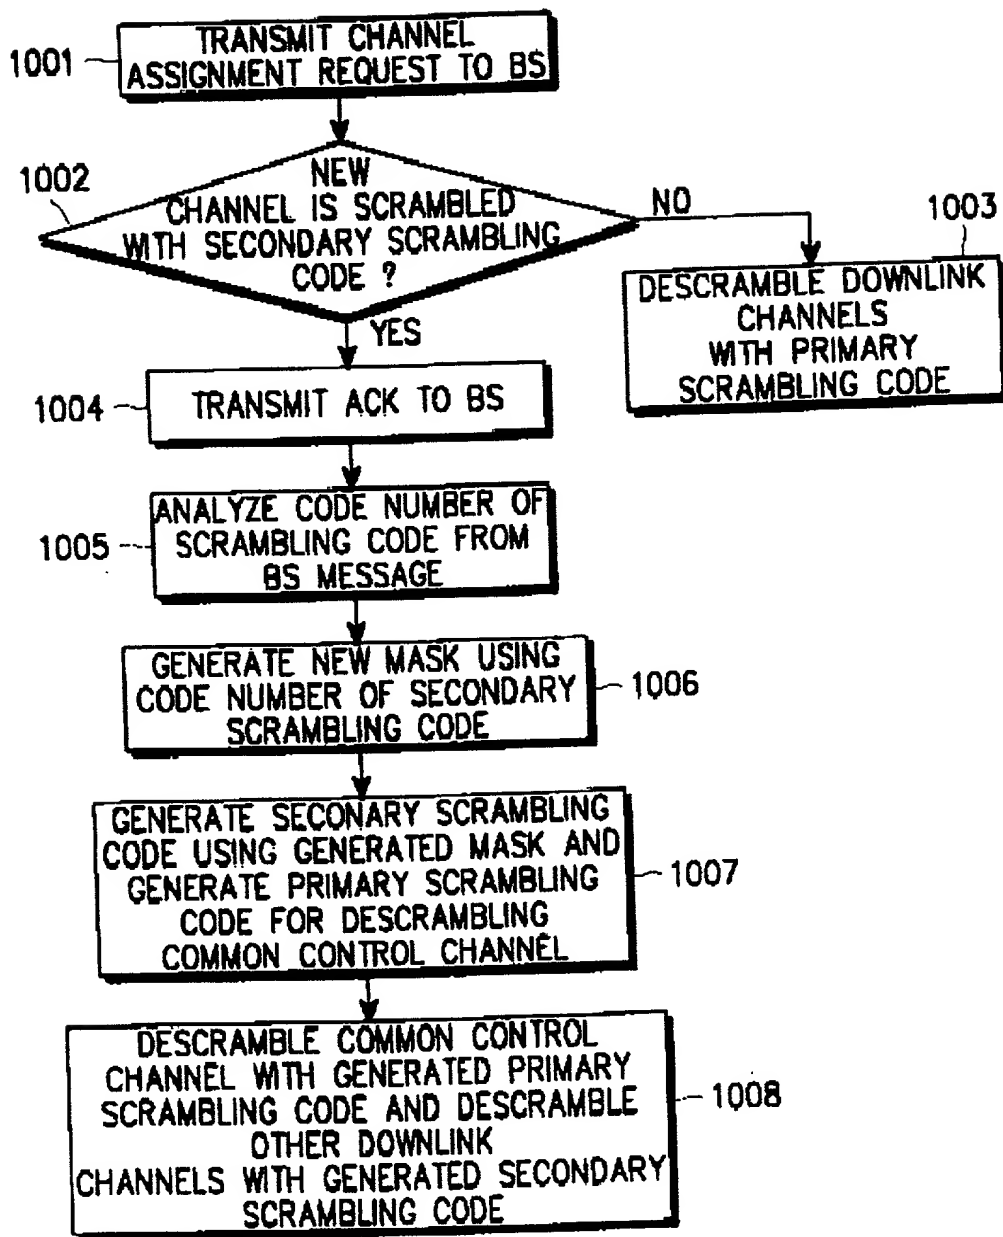 TRANSMIT CHANNEL
ASSIGNMENT REQUEST TO BS
1001
1002
NEW
CHANNEL IS SCRAMBLED
WITH SECONDARY SCRAMBLING
CODE ?
NO
1003
DESCRAMBLE DOWNLINK
CHANNELS
WITH PRIMARY
SCRAMBLING CODE
YES
1004
TRANSMIT ACK TO BS
1005
ANALYZE CODE NUMBER OF
SCRAMBLING CODE FROM
BS MESSAGE
GENERATE NEW MASK USING
CODE NUMBER OF SECONDARY
SCRAMBLING CODE
1006
GENERATE SECONARY SCRAMBLING
CODE USING GENERATED MASK AND
GENERATE PRIMARY SCRAMBLING
CODE FOR DESCRAMBLING
COMMON CONTROL CHANNEL
1007
DESCRAMBLE COMMON CONTROL
CHANNEL WITH GENERATED PRIMARY
SCRAMBLING CODE AND DESCRAMBLE
OTHER DOWNLINK
CHANNELS WITH GENERATED SECONDARY
SCRAMBLING CODE
1008